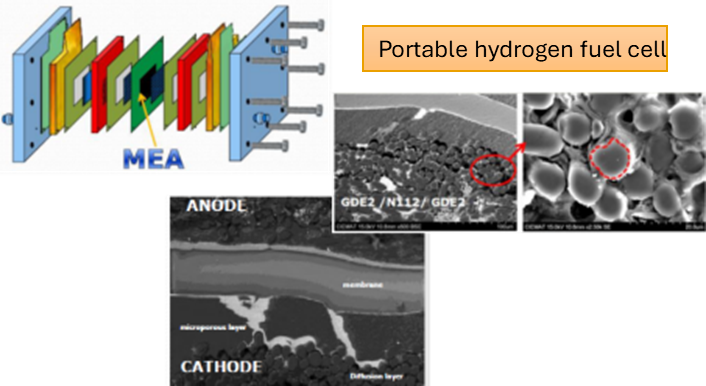 Portable hydrogen fuel cell
MEA
GDE2 /N112/ GDE2
ANODE
membrane
microporous layer
CATHODE
Diffusion layer